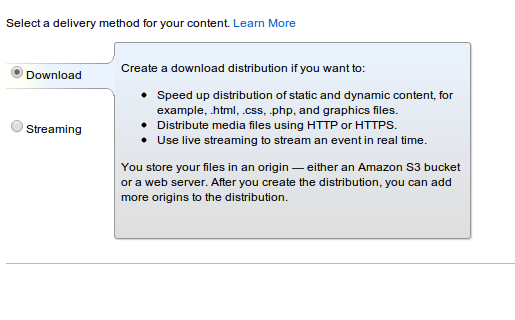 Select a delivery method for your content. Learn More
Download
Create a download distribution if you want to:
• Speed up distribution of static and dynamic content, for
example, .html, .css, .php, and graphics files.
• Distribute media files using HTTP or HTTPS.
• Use live streaming to stream an event in real time.
Streaming
You store your files in an origin — either an Amazon S3 bucket
or a web server. After you create the distribution, you can add
more origins to the distribution.